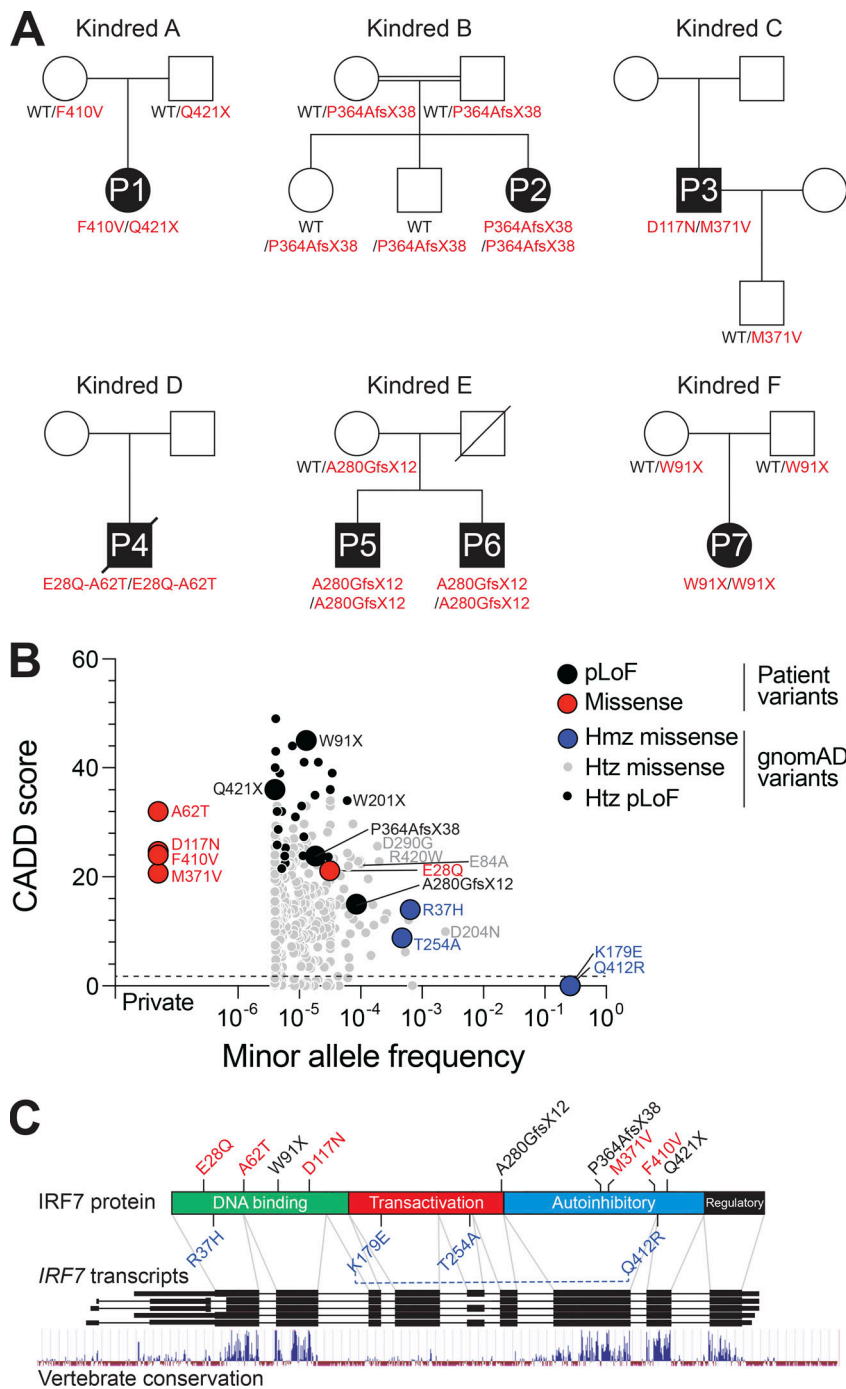 A
Kindred A
Kindred B
Kindred C
WT/F410V
WT/Q421X
WT/P364AfsX38
WT/P364AfsX38
P1
P2
P3
F410V/Q421X
WT
/P364AfsX38
WT
/P364AfsX38
P364AfsX38
/P364AfsX38
D117N/M371V
WT/M371V
Kindred D
Kindred E
Kindred F
WT/A280GfsX12
WT/W91X
WT/W91X
P4
P5
P6
P7
E28Q-A62T/E28Q-A62T
A280GfsX12
/A280GfsX12
A280GfsX12
/A280GfsX12
W91X/W91X
B
CADD score
60
40
20
0
pLoF
Missense
Patient
variants
Hmz missense
Htz missense
Htz pLoF
gnomAD
variants
W91X
Q421X
W201X
A62T
P364AfsX38
D117N
F410V
M371V
D290G
R420W
E84A
E28Q
A280GfsX12
R37H
T254A
D204N
K179E
Q412R
Private
10-6
10-5
10-4
10-3
10-2
10-1
100
Minor allele frequency
C
E28Q
A62T
W91X
D117N
A280GfsX12
P364AfsX38
M371V
F410V
Q421X
IRF7 protein
DNA binding
Transactivation
Autoinhibitory
Regulatory
R37H
K179E
T254A
Q412R
IRF7 transcripts
Vertebrate conservation